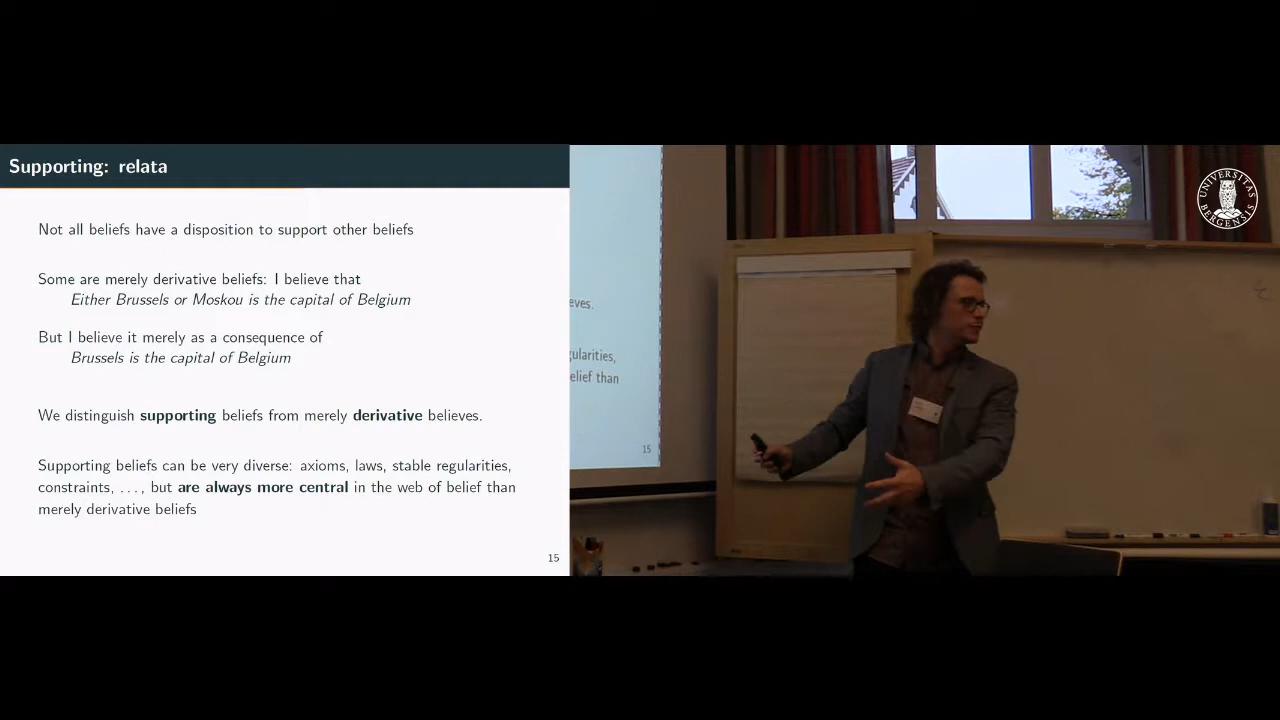 Supporting: relata
Not all beliefs have a disposition to support other beliefs
Some are merely derivative beliefs: I believe that
Either Brussels or Moskou is the capital of Belgium
But I believe it merely as a consequence of
Brussels is the capital of Belgium
We distinguish supporting beliefs from merely derivative believes.
Supporting beliefs can be very diverse: axioms, laws, stable regularities,
constraints, ..., but are always more central in the web of belief than
merely derivative beliefs
15
eves.
gularities,
elief than
15
UNIVERSITAS
BERGENSIS